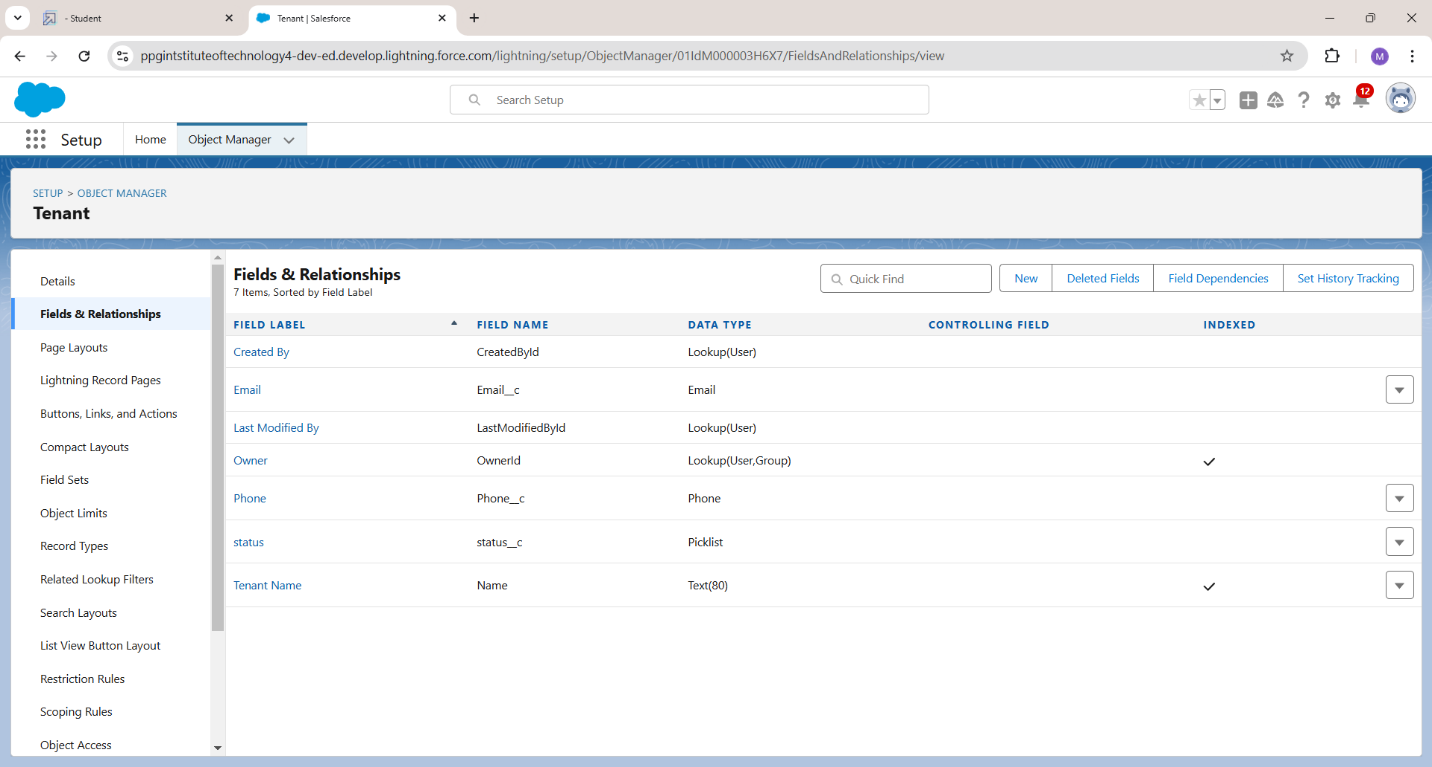 - Student
Tenant | Salesforce
ppgintstituteoftechnology4-dev-ed.develop.lightning.force.com/lightning/setup/ObjectManager/01IdM000003H6X7/FieldsAndRelationships/view
M
Search Setup
12
Setup
Home
Object Manager
SETUP > OBJECT MANAGER
Tenant
Details
Fields & Relationships
Page Layouts
Lightning Record Pages
Buttons, Links, and Actions
Compact Layouts
Field Sets
Object Limits
Record Types
Related Lookup Filters
Search Layouts
List View Button Layout
Restriction Rules
Scoping Rules
Object Access
Fields & Relationships
7 Items, Sorted by Field Label
Quick Find
New
Deleted Fields
Field Dependencies
Set History Tracking
FIELD LABEL FIELD NAME DATA TYPE CONTROLLING FIELD INDEXED
Created By CreatedById Lookup(User)
Email Email__c Email
Last Modified By LastModifiedById Lookup(User)
Owner OwnerId Lookup(User,Group)
Phone Phone__c Phone
status status__c Picklist
Tenant Name Name Text(80)